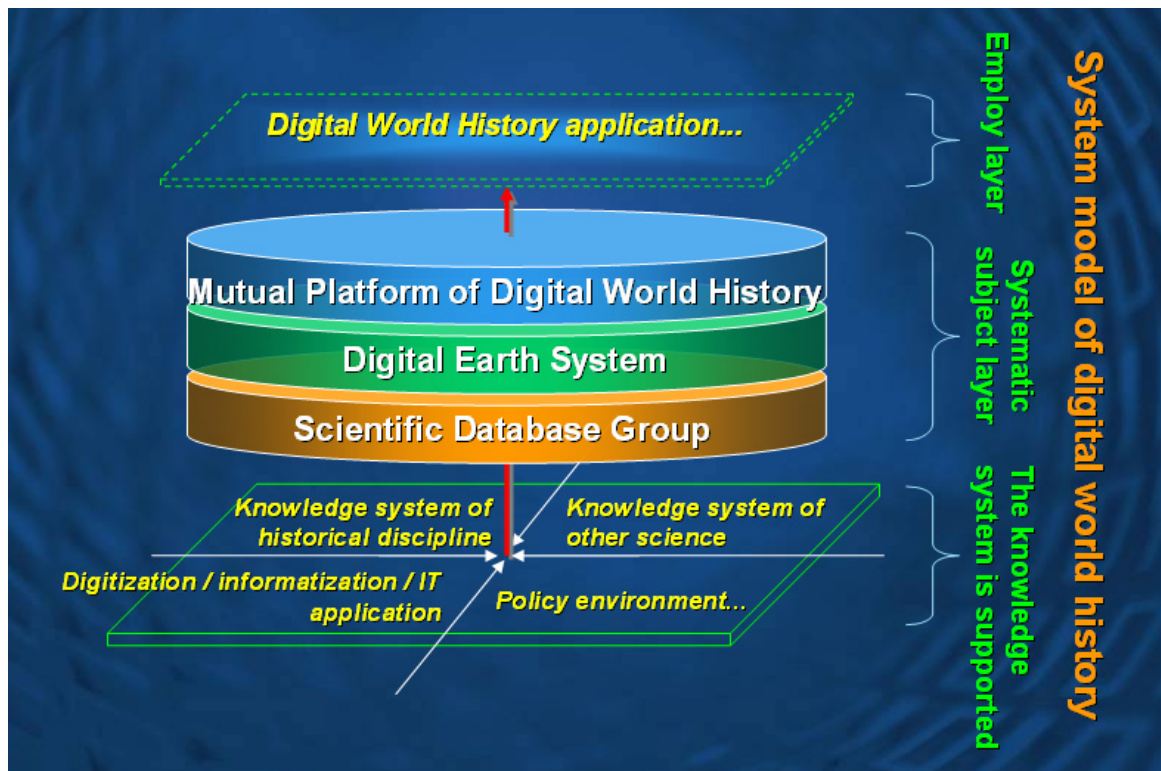 Digital World History application...
Mutual Platform of Digital World History
Digital Earth System
Scientific Database Group
Knowledge system of
historical discipline
Knowledge system of
other science
Digitization / informatization / IT
application
Policy environment...
Employ layer
Systematic
subject layer
The knowledge
system is supported
System model of digital world history